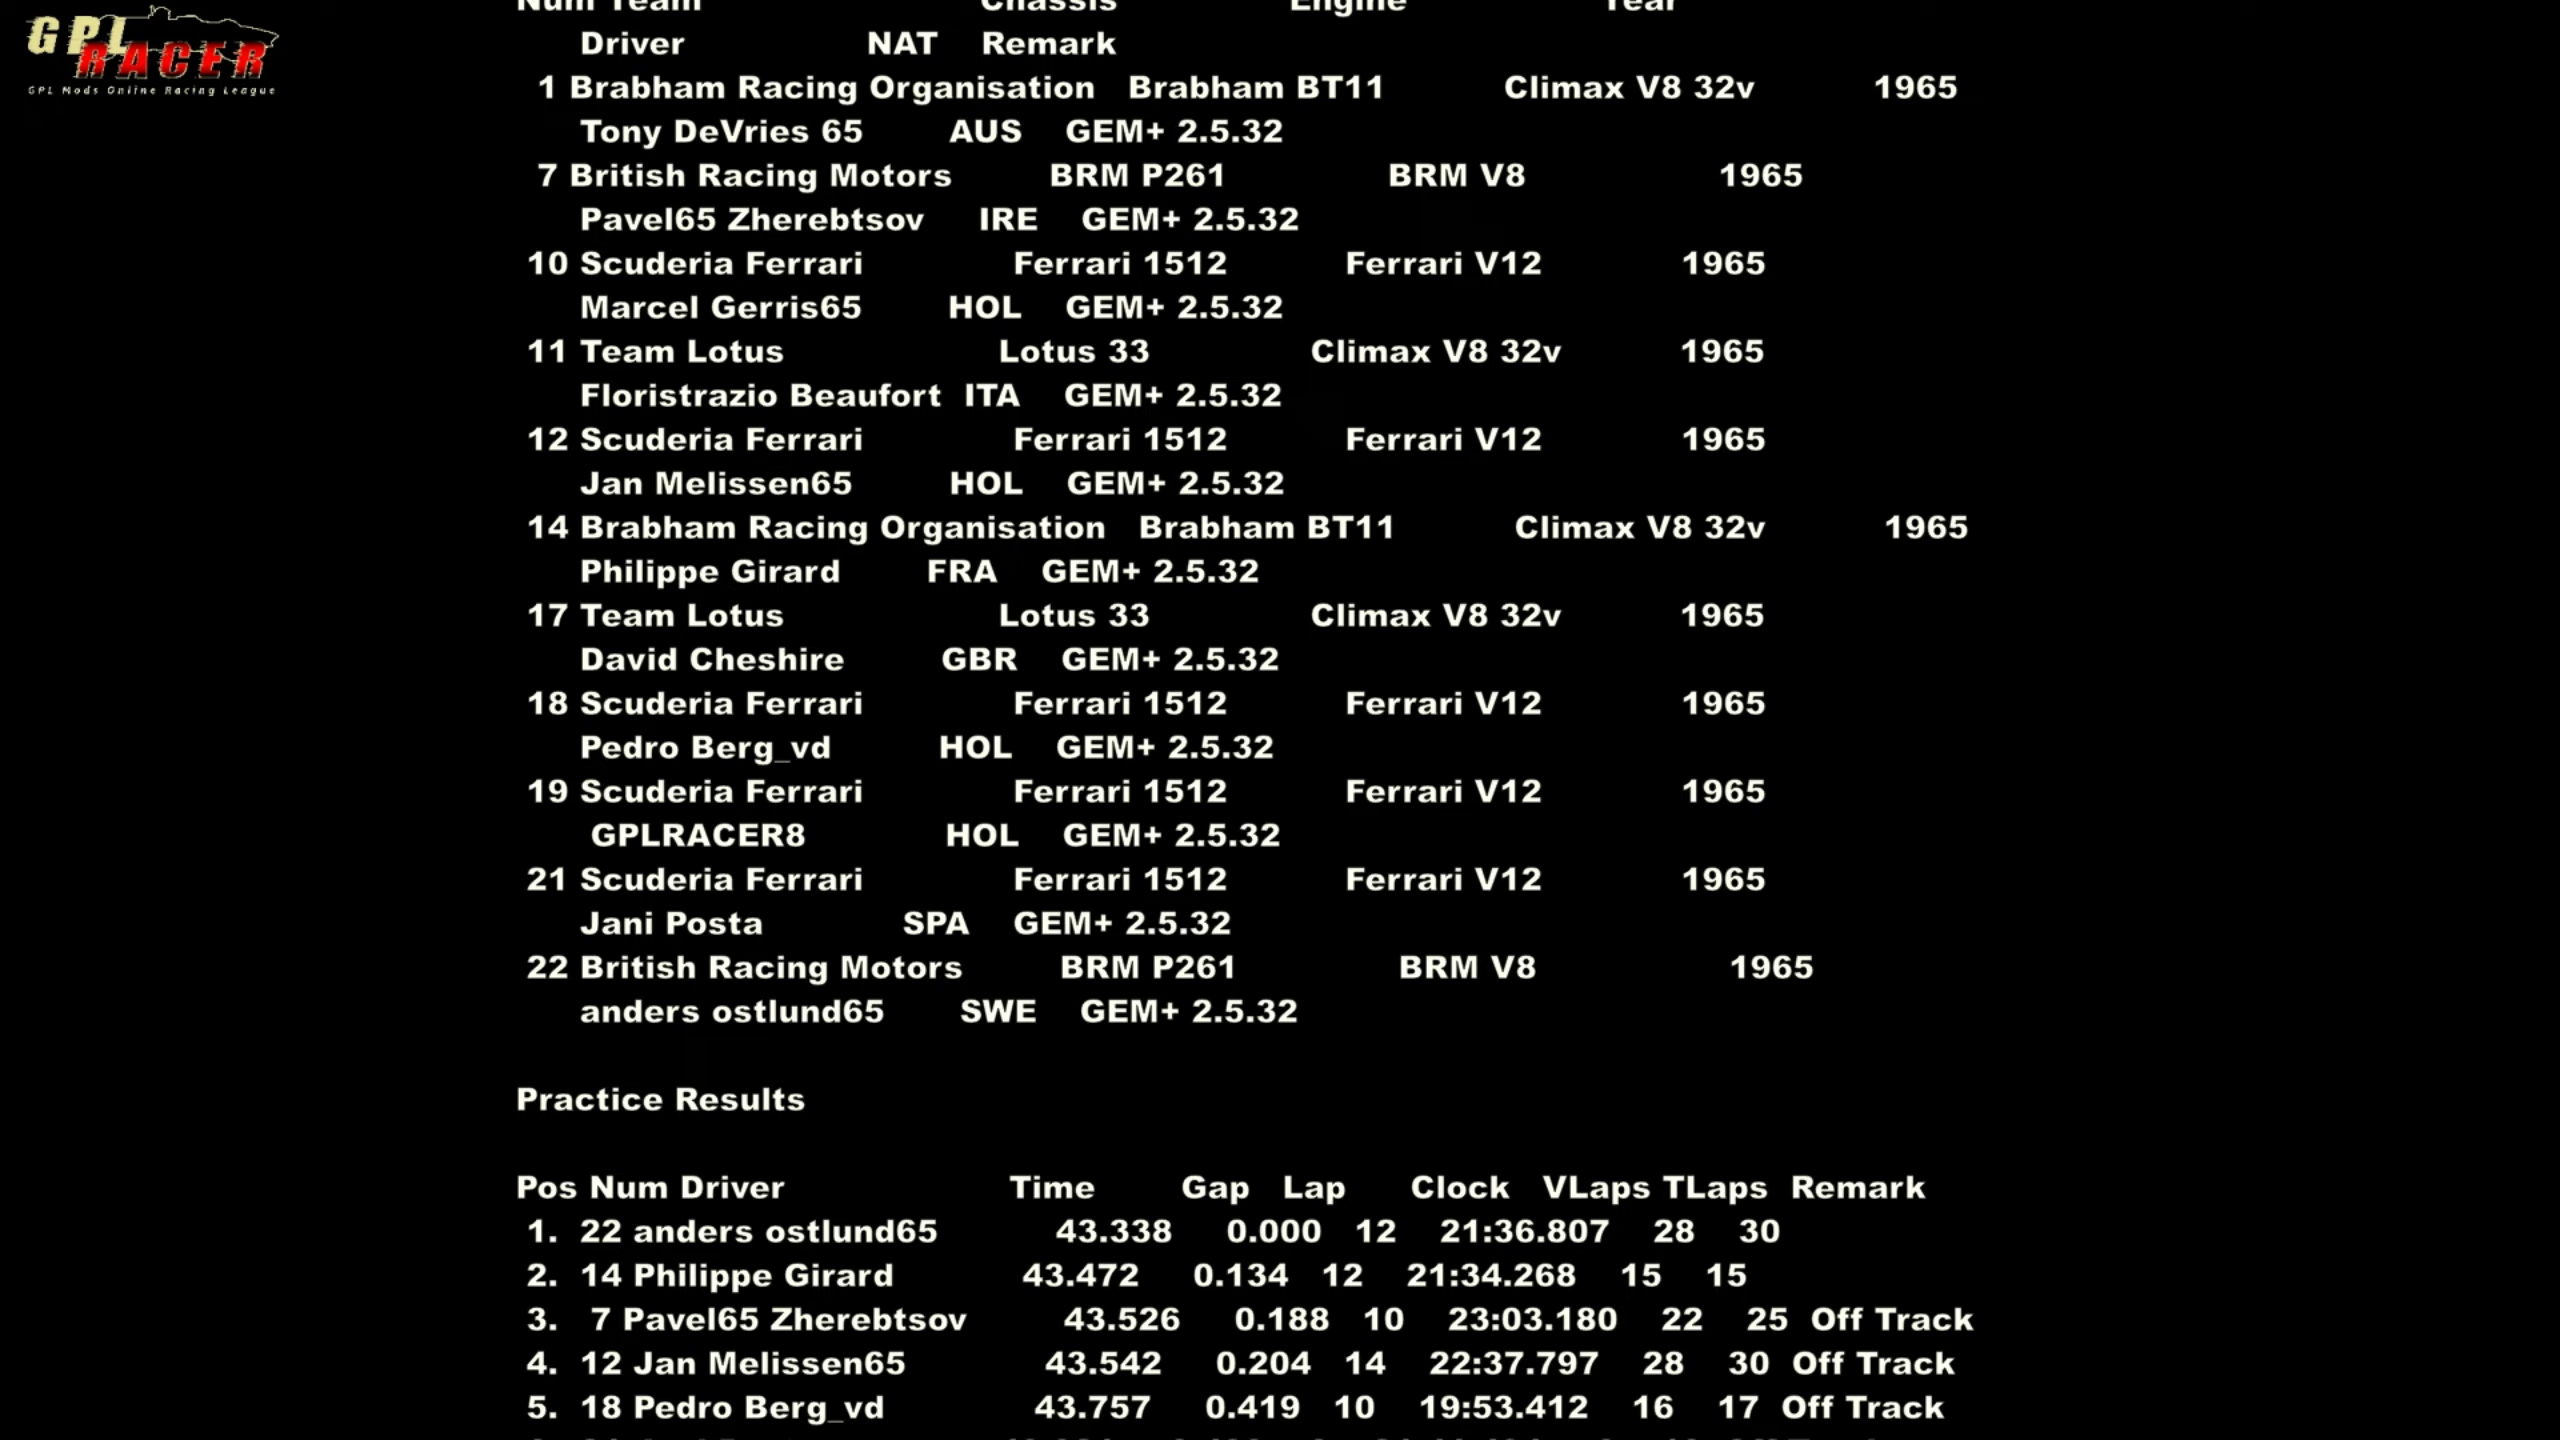 GPL
RACER
GPL Mods Online Racing League
Num Team Chassis Engine Year
Driver NAT Remark
1 Brabham Racing Organisation Brabham BT11 Climax V8 32v 1965
Tony DeVries 65 AUS GEM+ 2.5.32
7 British Racing Motors BRM P261 BRM V8 1965
Pavel65 Zherebtsov IRE GEM+ 2.5.32
10 Scuderia Ferrari Ferrari 1512 Ferrari V12 1965
Marcel Gerris65 HOL GEM+ 2.5.32
11 Team Lotus Lotus 33 Climax V8 32v 1965
Floristrazio Beaufort ITA GEM+ 2.5.32
12 Scuderia Ferrari Ferrari 1512 Ferrari V12 1965
Jan Melissen65 HOL GEM+ 2.5.32
14 Brabham Racing Organisation Brabham BT11 Climax V8 32v 1965
Philippe Girard FRA GEM+ 2.5.32
17 Team Lotus Lotus 33 Climax V8 32v 1965
David Cheshire GBR GEM+ 2.5.32
18 Scuderia Ferrari Ferrari 1512 Ferrari V12 1965
Pedro Berg_vd HOL GEM+ 2.5.32
19 Scuderia Ferrari Ferrari 1512 Ferrari V12 1965
GPLRACER8 HOL GEM+ 2.5.32
21 Scuderia Ferrari Ferrari 1512 Ferrari V12 1965
Jani Posta SPA GEM+ 2.5.32
22 British Racing Motors BRM P261 BRM V8 1965
anders ostlund65 SWE GEM+ 2.5.32
Practice Results
Pos Num Driver Time Gap Lap Clock VLaps TLaps Remark
1. 22 anders ostlund65 43.338 0.000 12 21:36.807 28 30
2. 14 Philippe Girard 43.472 0.134 12 21:34.268 15 15
3. 7 Pavel65 Zherebtsov 43.526 0.188 10 23:03.180 22 25 Off Track
4. 12 Jan Melissen65 43.542 0.204 14 22:37.797 28 30 Off Track
5. 18 Pedro Berg_vd 43.757 0.419 10 19:53.412 16 17 Off Track